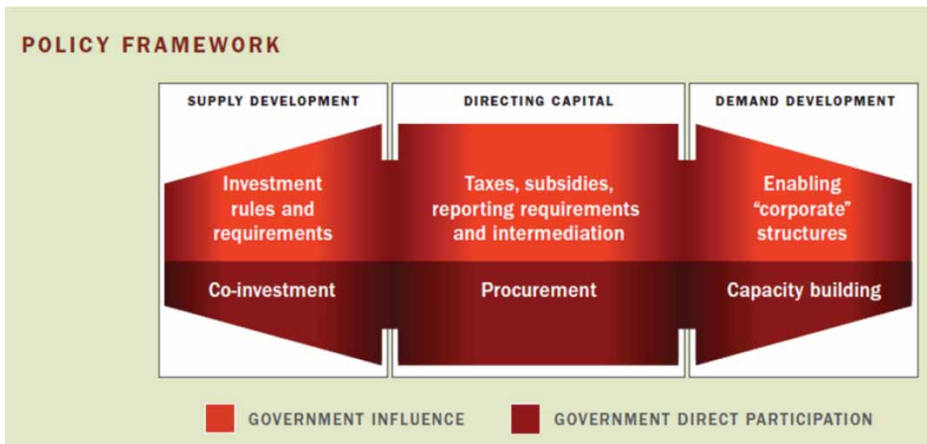 POLICY FRAMEWORK
SUPPLY DEVELOPMENT
DIRECTING CAPITAL
DEMAND DEVELOPMENT
Investment
rules and
requirements
Taxes, subsidies,
reporting requirements
and intermediation
Enabling
“corporate”
structures
Co-investment
Procurement
Capacity building
GOVERNMENT INFLUENCE
GOVERNMENT DIRECT PARTICIPATION